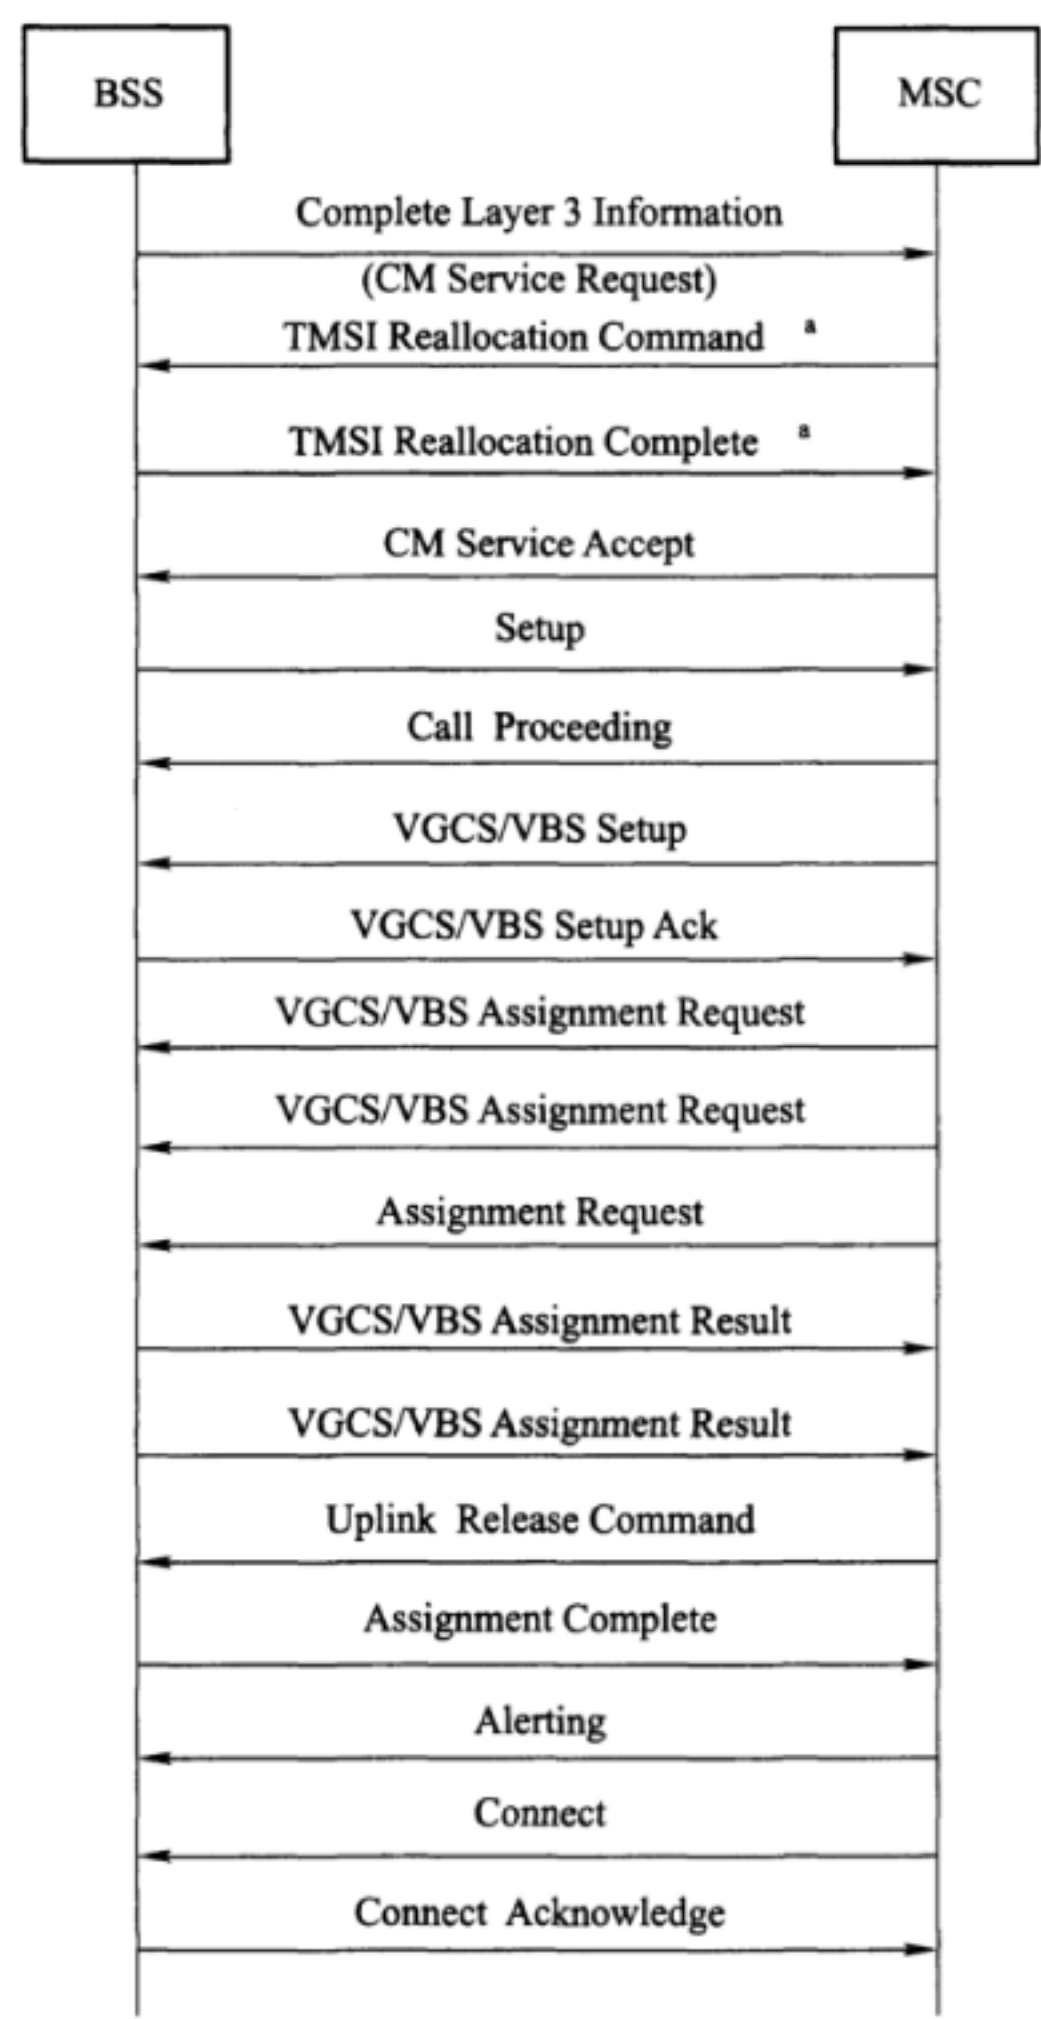 BSS MSC
Complete Layer 3 Information
(CM Service Request)
TMSI Reallocation Command a
TMSI Reallocation Complete a
CM Service Accept
Setup
Call Proceeding
VGCS/VBS Setup
VGCS/VBS Setup Ack
VGCS/VBS Assignment Request
VGCS/VBS Assignment Request
Assignment Request
VGCS/VBS Assignment Result
VGCS/VBS Assignment Result
Uplink Release Command
Assignment Complete
Alerting
Connect
Connect Acknowledge